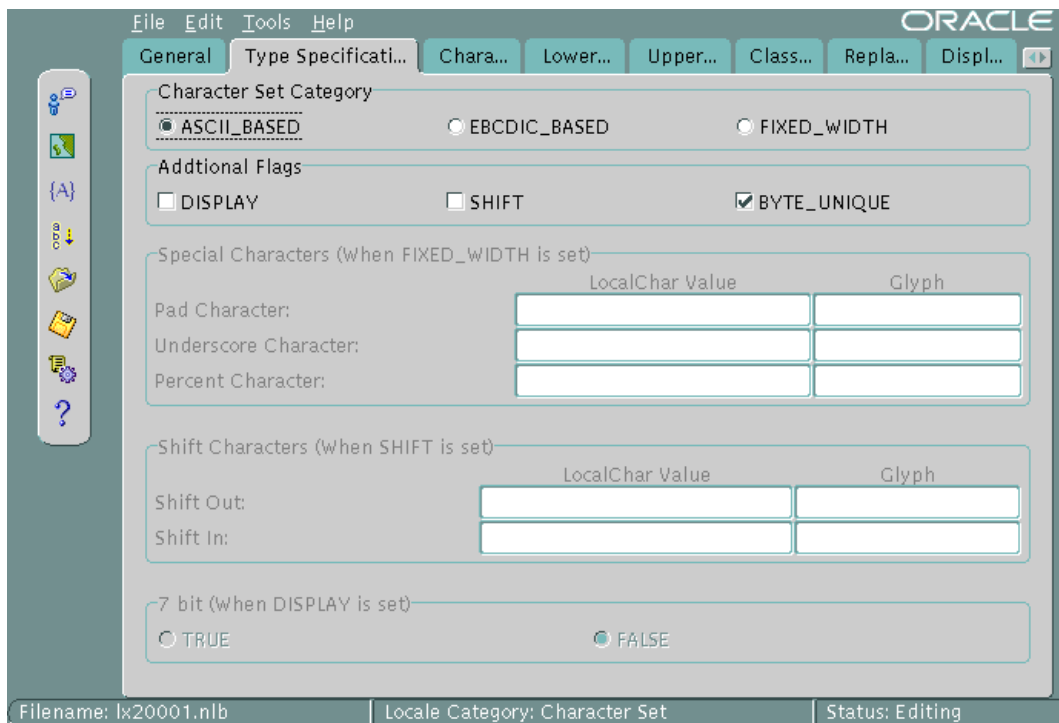 File Edit Tools Help ORACLE
General Type Specificati... Chara... Lower... Upper... Class... Repla... Displ...
Character Set Category
ASCII_BASED EBCDIC_BASED FIXED_WIDTH
Addtional Flags
DISPLAY SHIFT BYTE_UNIQUE
{A}
a
b
c
Special Characters (When FIXED_WIDTH is set)
LocalChar Value Glyph
Pad Character:
Underscore Character:
Percent Character:
?
Shift Characters (When SHIFT is set)
LocalChar Value Glyph
Shift Out:
Shift In:
7 bit (When DISPLAY is set)
TRUE FALSE
Filename: lx20001.nlb Locale Category: Character Set Status: Editing